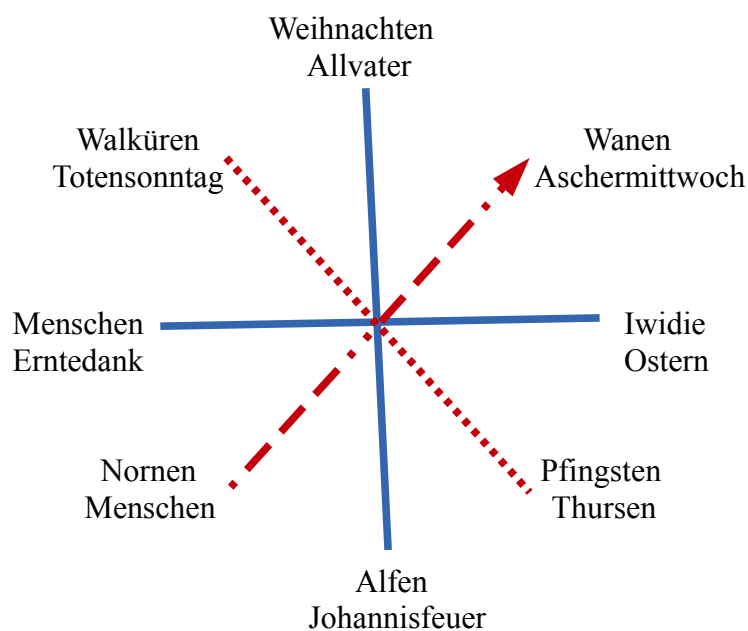 Weihnachten
Allvater
Walküren
Totensonntag
Wanen
Aschermittwoch
Menschen
Erntedank
Iwidie
Ostern
Nornen
Menschen
Pfingsten
Thursen
Alfen
Johannisfeuer